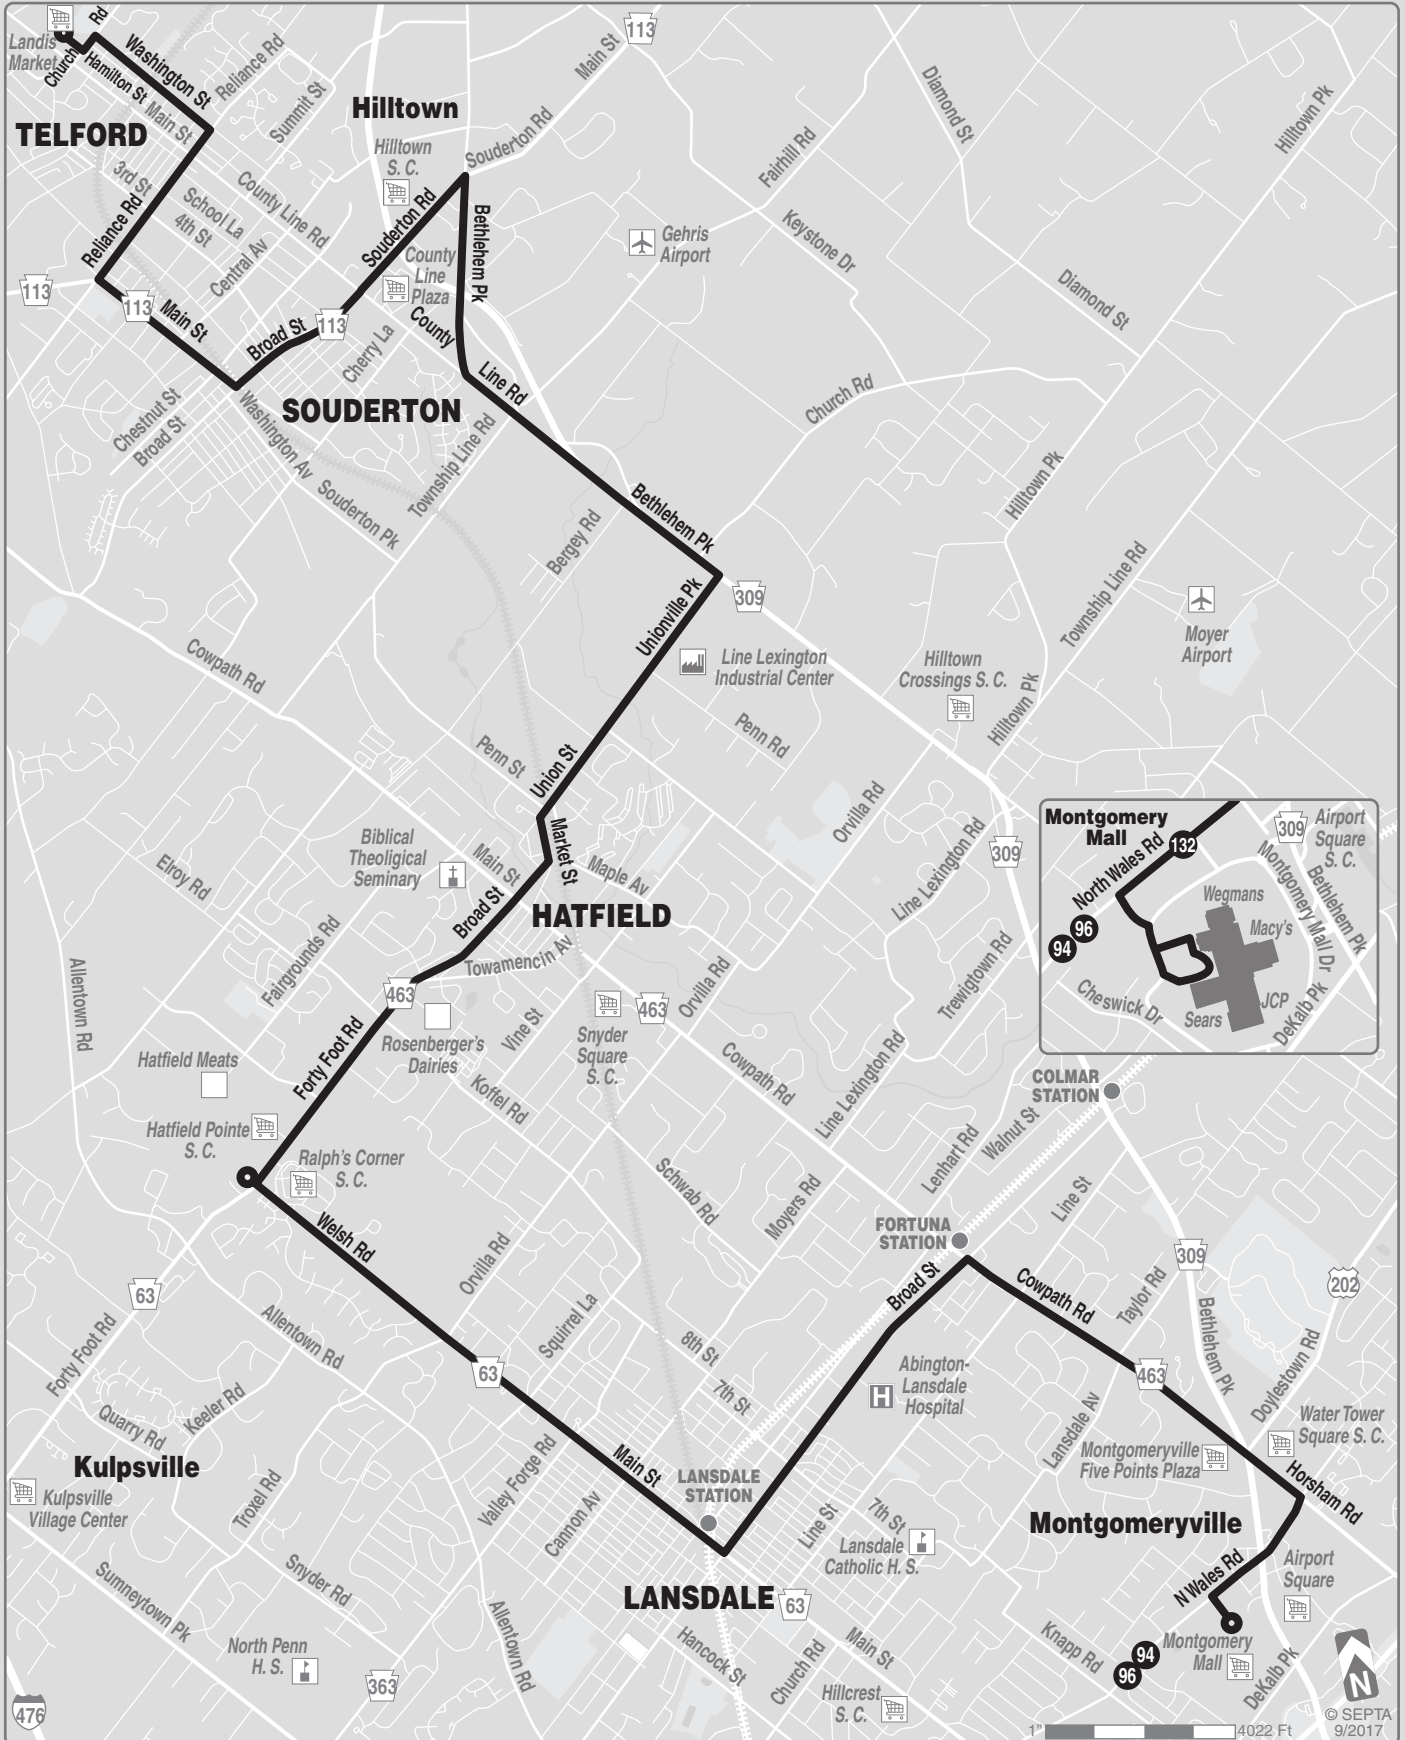 Rd
113
Landis
Market
Church
Washington St
Hamilton St
Reliance Rd
Main St
Summit St
Main St
Diamond St
Hilltown Pk
TELFORD
Hilltown
Hilltown
S. C.
Souderton Rd
Fairhill Rd
3rd St
School La
4th St
County Line Rd
Central Av
Reliance Rd
Souderton Rd
Bethlehem Pk
County
Line
Plaza
Gehris
Airport
Keystone Dr
Diamond St
113
113
Main St
Broad St
113
Cherry La
County
Line Rd
Chestnut St
Broad St
SOUDERTON
Washington Av
Souderton Pk
Township Line Rd
Church Rd
Bethlehem Pk
Hilltown Pk
Bergey Rd
309
Unionville Pk
Township Line Rd
Moyer
Airport
Line Lexington
Industrial Center
Hilltown
Crossings S. C.
Hilltown Pk
Cowpath Rd
Penn Rd
Penn St
Union St
Market St
Orvilla Rd
Line Lexington Rd
309
Biblical
Theoligical
Seminary
Main St
Maple Av
Elroy Rd
Broad St
HATFIELD
Fairgrounds Rd
Towamencin Av
Orvilla Rd
Trewigtown Rd
Allentown Rd
463
463
Rosenberger's
Dairies
Vine St
Snyder
Square
S. C.
Forty Foot Rd
Koffel Rd
Cowpath Rd
Line Lexington Rd
Hatfield Meats
Hatfield Pointe
S. C.
Ralph's Corner
S. C.
Montgomery
Mall
North Wales Rd
132
309
Airport
Square
S. C.
Montgomery Mall Dr
Bethlehem Pk
Wegmans
Macy's
96
94
JCP
Sears
Cheswick Dr
DeKalb Pk
COLMAR
STATION
Walnut St
Lenhart Rd
Line St
Schwab Rd
Moyers Rd
FORTUNA
STATION
Welsh Rd
Orvilla Rd
Broad St
Cowpath Rd
Taylor Rd
309
202
Bethlehem Pk
63
Forty Foot Rd
Allentown Rd
Squirrel La
8th St
7th St
63
463
Doylestown Rd
Abington-
Lansdale
Hospital
Lansdale Av
Quarry Rd
Keeler Rd
Montgomeryville
Five Points Plaza
Water Tower
Square S. C.
Kulpsville
Kulpsville
Village Center
Troxel Rd
Valley Forge Rd
Main St
LANSDALE
STATION
Cannon Av
Line St
7th St
Lansdale
Catholic H. S.
Horsham Rd
Montgomeryville
Sumneytown Pk
Snyder Rd
Allentown Rd
LANSDALE
63
N Wales Rd
Airport
Square
North Penn
H. S.
363
Hancock St
Church Rd
Main St
Hillcrest
S. C.
Knapp Rd
94
96
Montgomery
Mall
DeKalb Pk
N
476
1"
4022 Ft
© SEPTA
9/2017